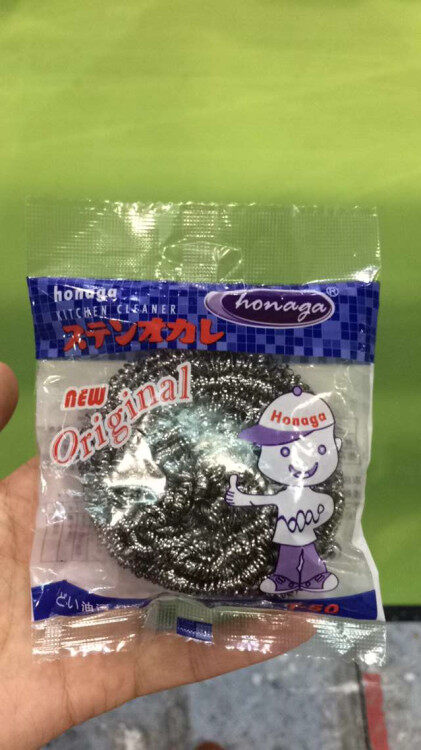 honaga
KITCHEN CLEANER
honaga ®
ステンオカレ
NEW
Original
Honaga